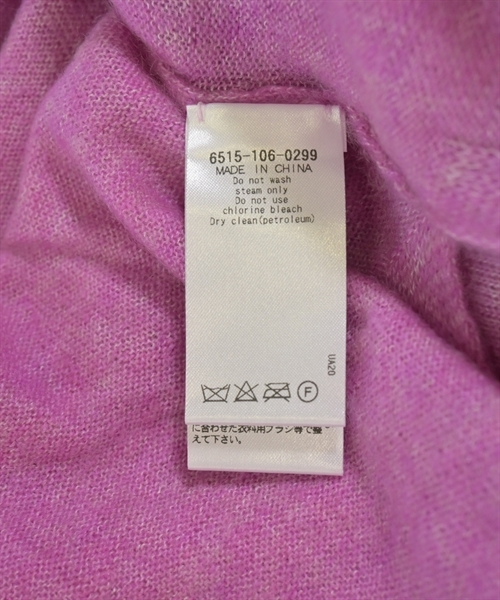 6515-106-0299
MADE IN CHINA
Do not wash
steam only
Do not use
chlorine bleach
Dry clean(petroleum)
UA20
F
に合わせた衣料用ブラシ等で整
えて下さい。